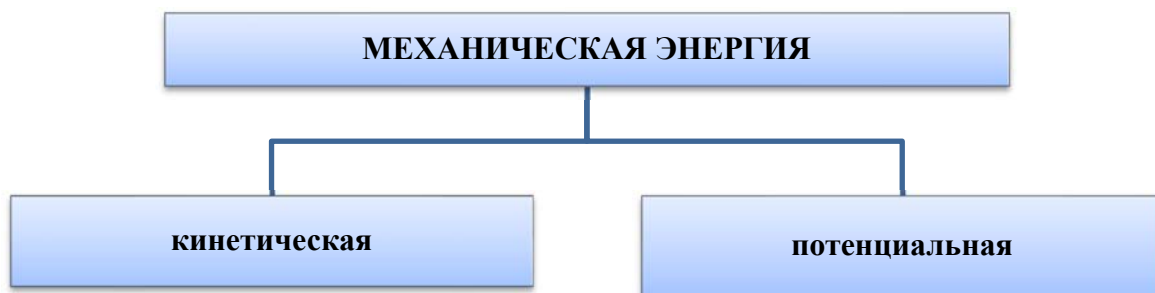 МЕХАНИЧЕСКАЯ ЭНЕРГИЯ
кинетическая
потенциальная